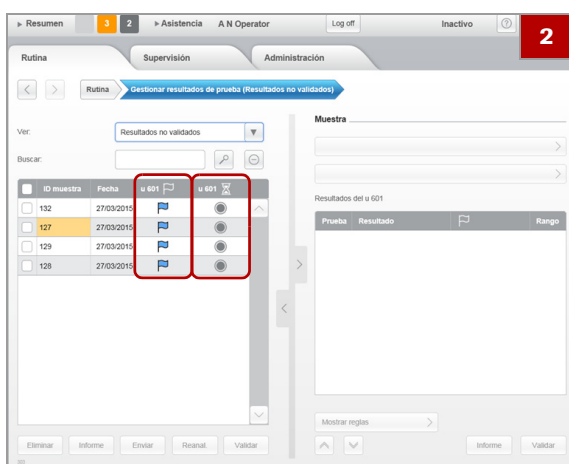 Resumen 3 2 Asistencia A N Operator Log off Inactivo ? 2
Rutina Supervisión Administración
Rutina Gestionar resultados de prueba (Resultados no validados)
Muestra
Ver: Resultados no validados
Buscar:
Resultados del u 601
ID muestra Fecha u 601 u 601
Prueba Resultado Rango
132 27/03/2015
127 27/03/2015
129 27/03/2015
128 27/03/2015
Mostrar reglas
Eliminar Informe Enviar Reanal. Validar
Informe Validar